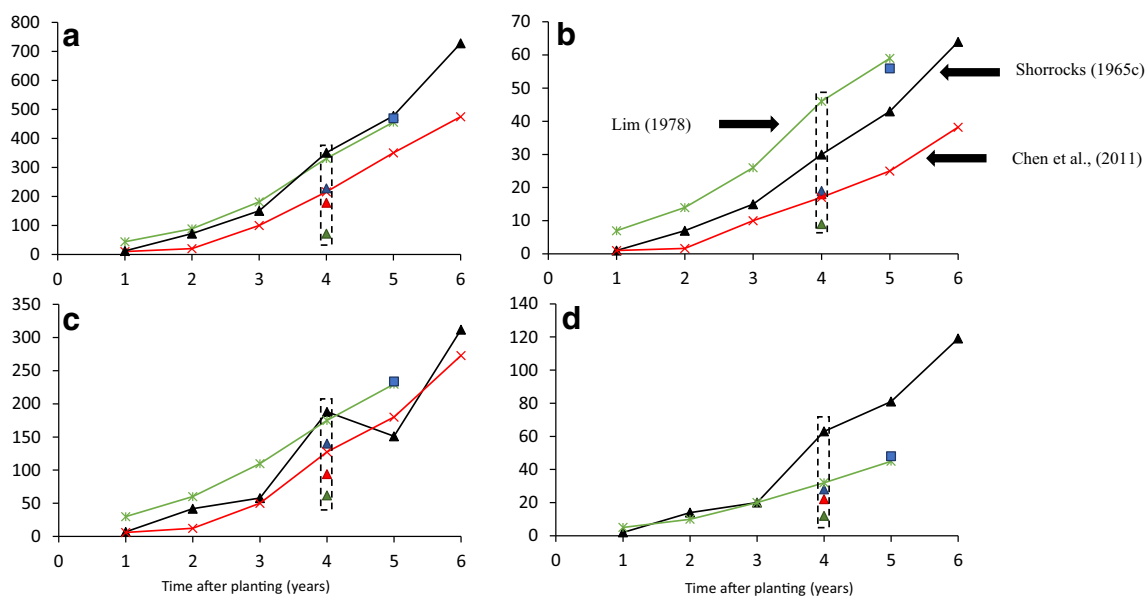 a
800
700
600
500
400
300
200
100
0
0 1 2 3 4 5 6
b
70
60
50
40
30
20
10
0
0 1 2 3 4 5 6
Shorrocks (1965c)
Lim (1978)
Chen et al., (2011)
c
350
300
250
200
150
100
50
0
0 1 2 3 4 5 6
Time after planting (years)
d
140
120
100
80
60
40
20
0
0 1 2 3 4 5 6
Time after planting (years)